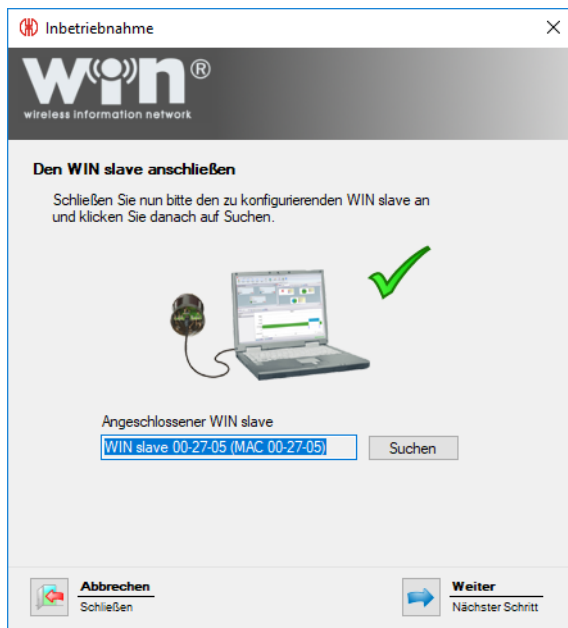 Inbetriebnahme
WIN®
wireless information network
Den WIN slave anschließen
Schließen Sie nun bitte den zu konfigurierenden WIN slave an
und klicken Sie danach auf Suchen.
Angeschlossener WIN slave
WIN slave 00-27-05 (MAC 00-27-05)
Suchen
Abbrechen
Schließen
Weiter
Nächster Schritt